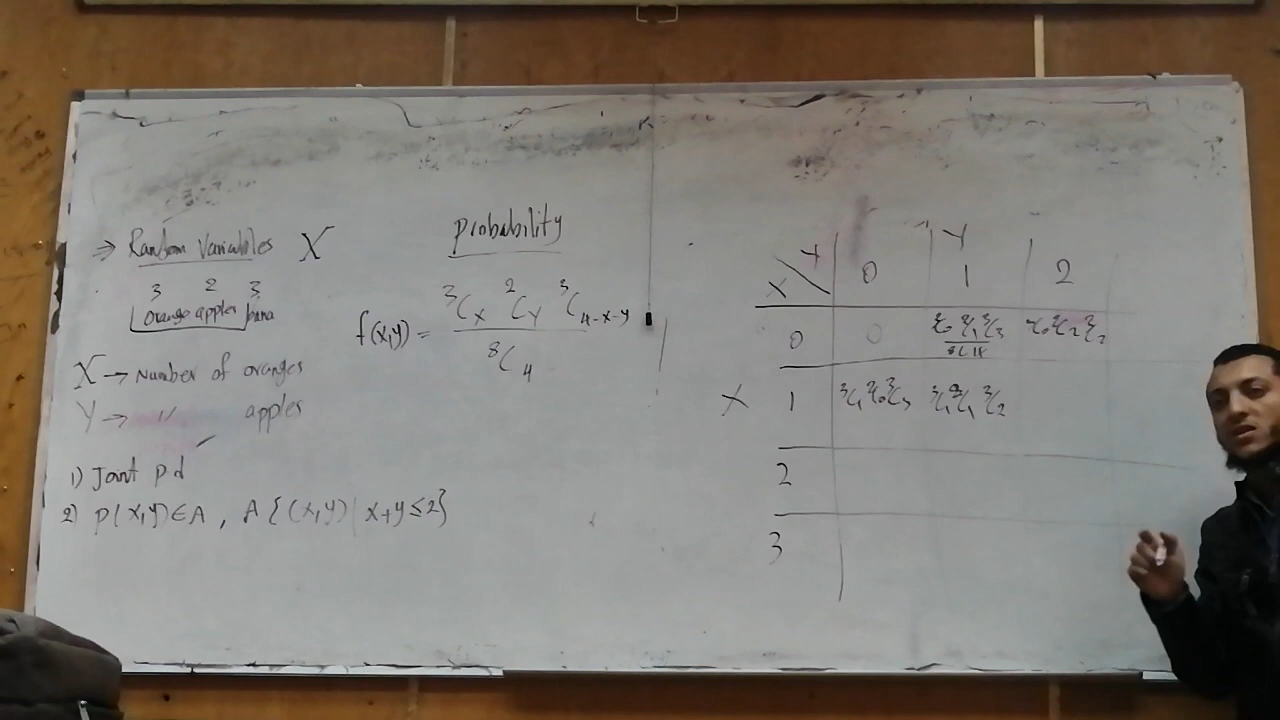 ⇒ Random Variables X
3 2 3
orange apples bana
X → Number of oranges
Y → " apples
1) Joint pd
2) P(x,y) ∈ A , A {(x,y) | x+y ≤ 2}
probability
f(x,y) = ³Cx ²Cy ³C4-x-y / ⁸C4
Y
X Y 0 1 2
0 0 ³C0 ²C1 ³C3 / ⁸C4 ³C0 ²C2 ³C2
X 1 ³C1 ²C0 ³C3 ³C1 ²C1 ³C2
2
3